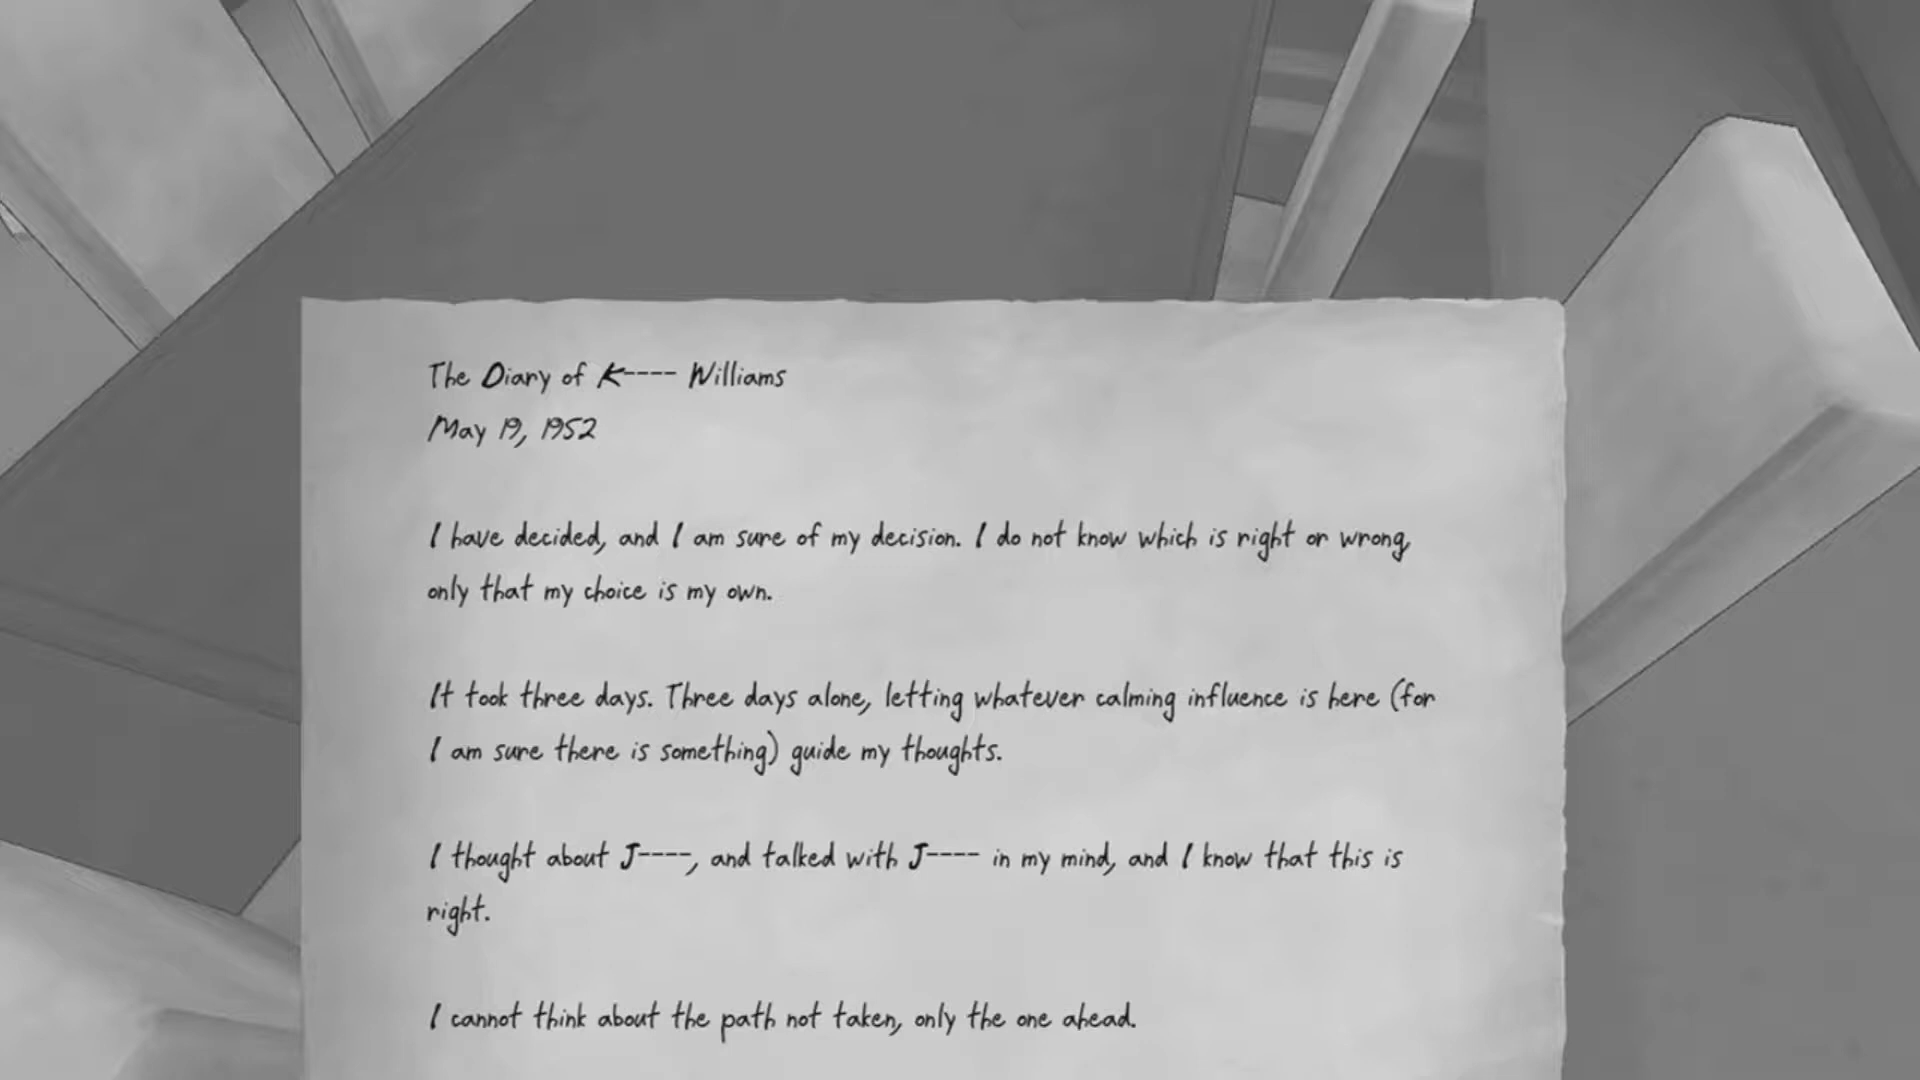 The Diary of K---- Williams
May 19, 1952
I have decided, and I am sure of my decision. I do not know which is right or wrong,
only that my choice is my own.
It took three days. Three days alone, letting whatever calming influence is here (for
I am sure there is something) guide my thoughts.
I thought about J----, and talked with J---- in my mind, and I know that this is
right.
I cannot think about the path not taken, only the one ahead.